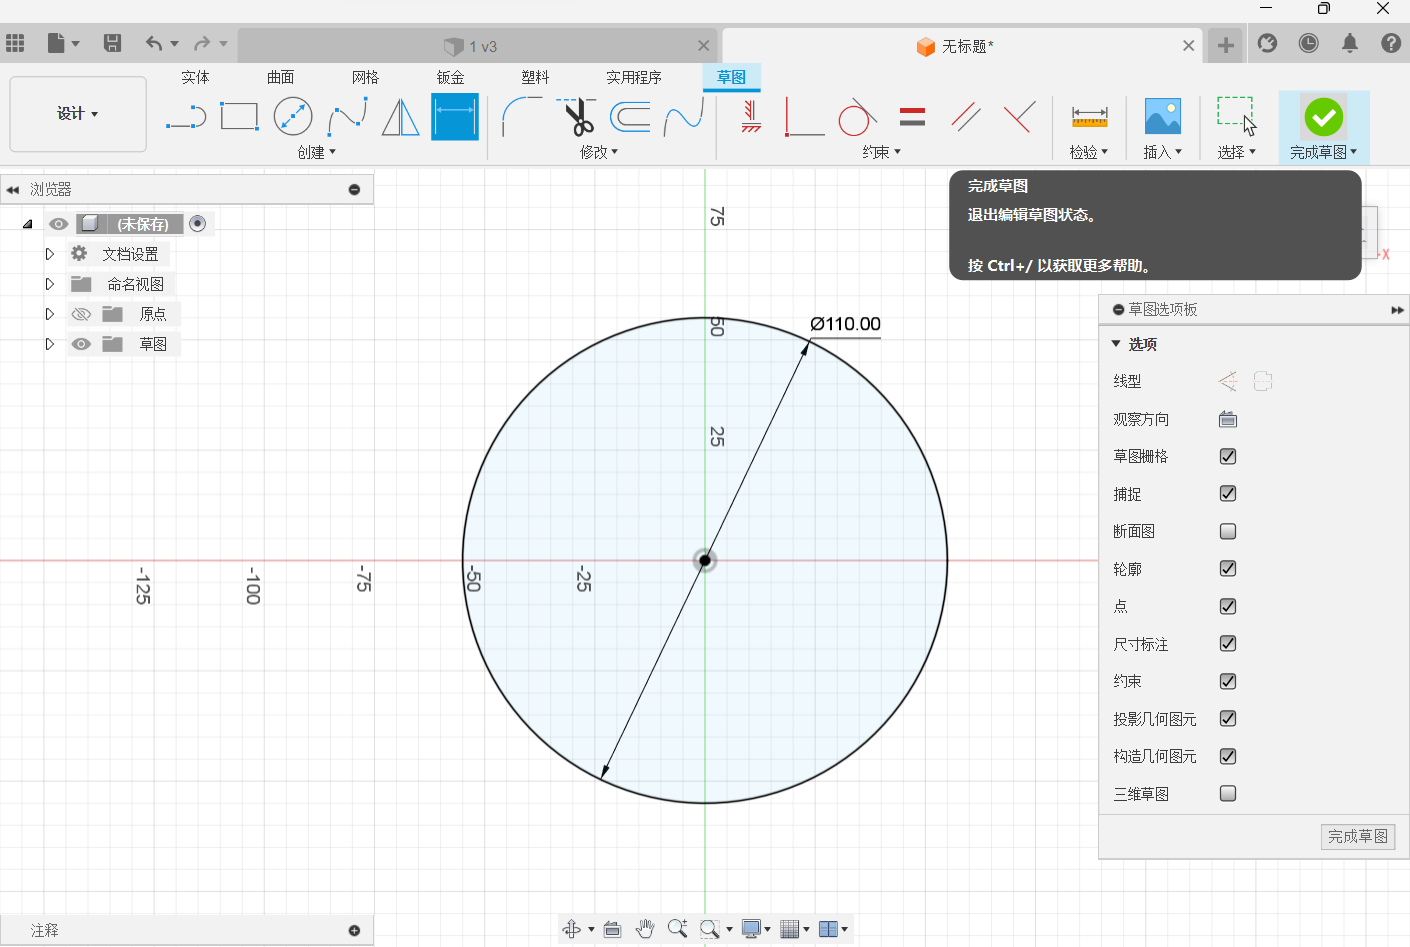 1 v3
无标题*
设计
实体 曲面 网格 钣金 塑料 实用程序 草图
创建 修改 约束 检验 插入 选择 完成草图
浏览器
(未保存)
文档设置
命名视图
原点
草图
完成草图
退出编辑草图状态。
按 Ctrl+/ 以获取更多帮助。
X
75
50
25
Ø110.00
-125
-100
-75
-50
-25
草图选项板
选项
线型
观察方向
草图栅格
捕捉
断面图
轮廓
点
尺寸标注
约束
投影几何图元
构造几何图元
三维草图
完成草图
注释